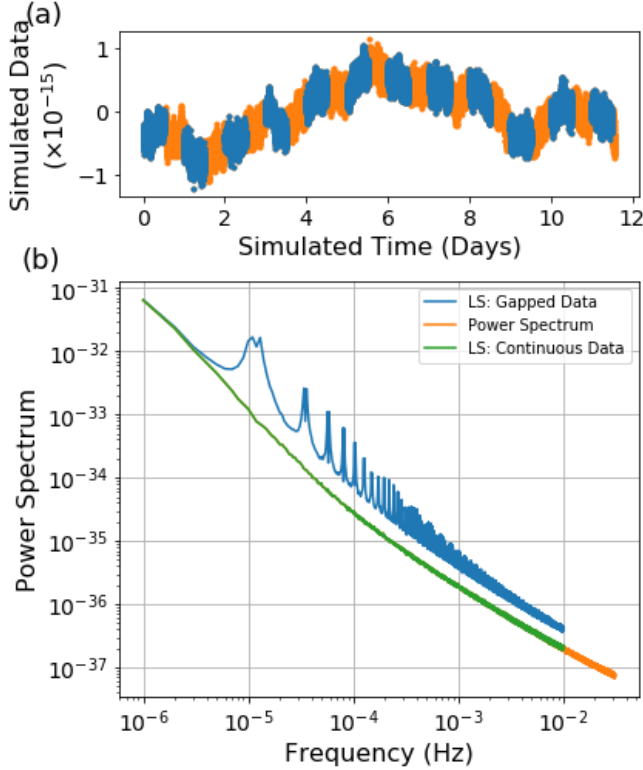 (a)
Simulated Data
(×10⁻¹⁵)
1
0
−1
0 2 4 6 8 10 12
Simulated Time (Days)
(b)
Power Spectrum
10⁻³¹
10⁻³²
10⁻³³
10⁻³⁴
10⁻³⁵
10⁻³⁶
10⁻³⁷
LS: Gapped Data
Power Spectrum
LS: Continuous Data
10⁻⁶ 10⁻⁵ 10⁻⁴ 10⁻³ 10⁻²
Frequency (Hz)